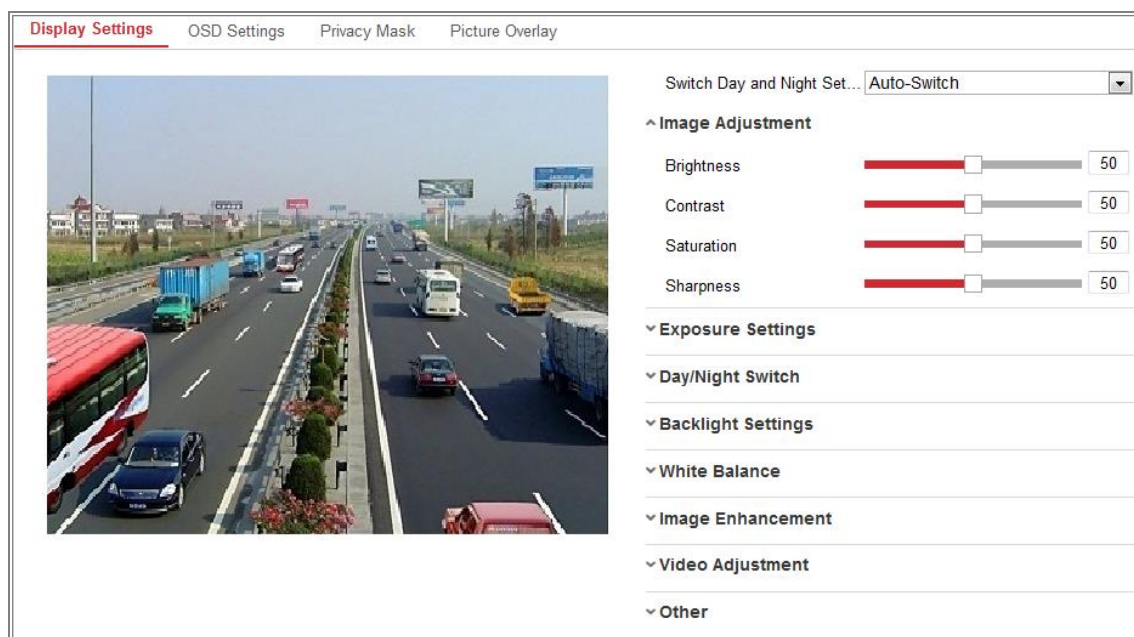 Display Settings OSD Settings Privacy Mask Picture Overlay
Switch Day and Night Set... Auto-Switch
Image Adjustment
Brightness 50
Contrast 50
Saturation 50
Sharpness 50
Exposure Settings
Day/Night Switch
Backlight Settings
White Balance
Image Enhancement
Video Adjustment
Other